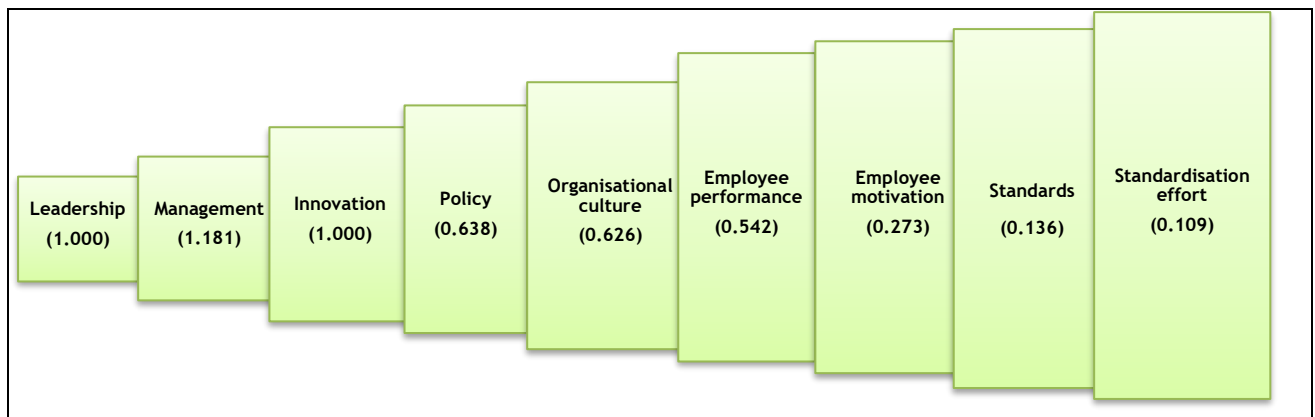 Leadership
(1.000)
Management
(1.181)
Innovation
(1.000)
Policy
(0.638)
Organisational
culture
(0.626)
Employee
performance
(0.542)
Employee
motivation
(0.273)
Standards
(0.136)
Standardisation
effort
(0.109)